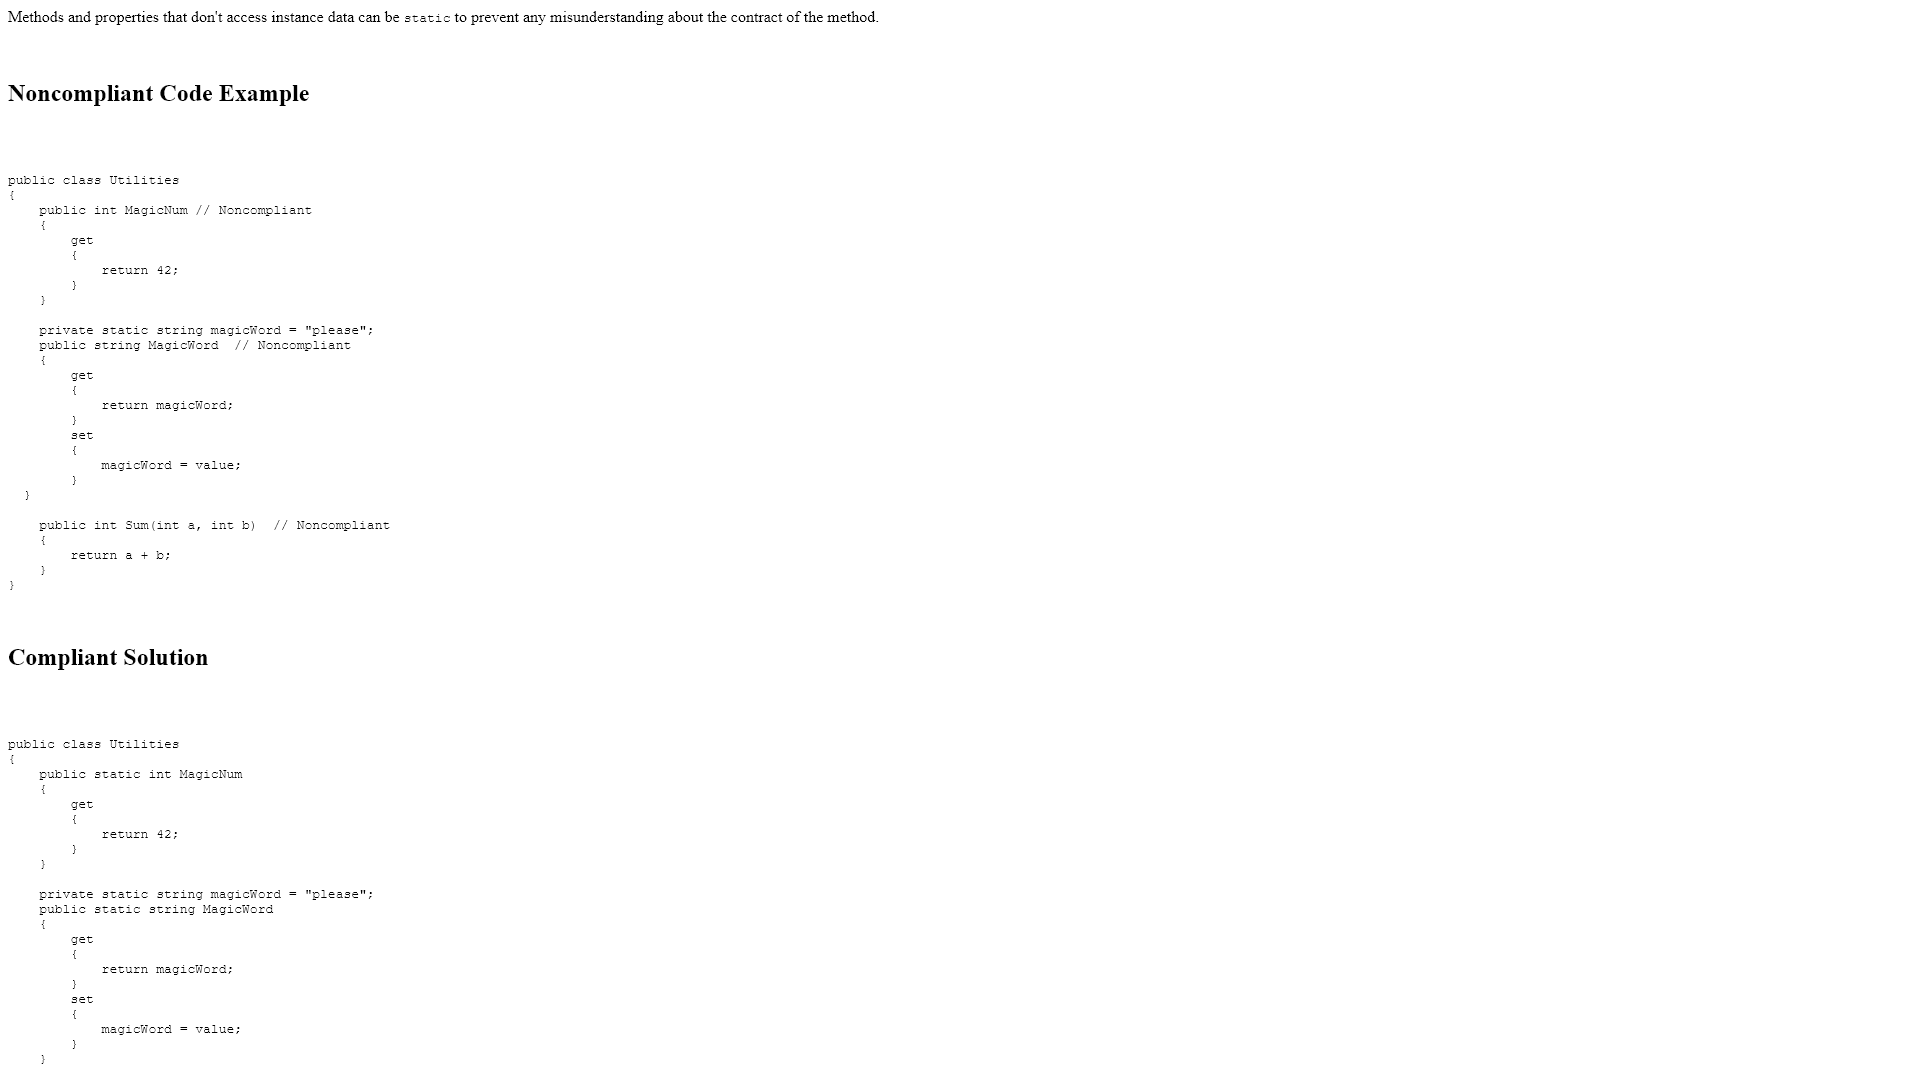 Methods and properties that don't access instance data can be static to prevent any misunderstanding about the contract of the method.
Noncompliant Code Example
public class Utilities
{
    public int MagicNum // Noncompliant
    {
        get
        {
            return 42;
        }
    }
    private static string magicWord = "please";
    public string MagicWord  // Noncompliant
    {
        get
        {
            return magicWord;
        }
        set
        {
            magicWord = value;
        }
  }
    public int Sum(int a, int b)  // Noncompliant
    {
        return a + b;
    }
}
Compliant Solution
public class Utilities
{
    public static int MagicNum
    {
        get
        {
            return 42;
        }
    }
    private static string magicWord = "please";
    public static string MagicWord
    {
        get
        {
            return magicWord;
        }
        set
        {
            magicWord = value;
        }
    }